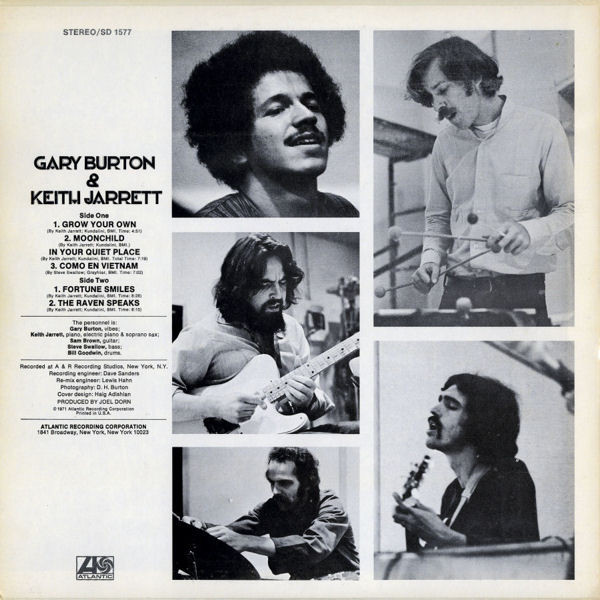 STEREO/SD 1577
GARY BURTON
&
KEITH JARRETT
Side One
1. GROW YOUR OWN
(By Keith Jarrett; Kundalini, BMI. Time: 4:51)
2. MOONCHILD
(By Keith Jarrett; Kundalini, BMI.)
IN YOUR QUIET PLACE
(By Keith Jarrett; Kundalini, BMI. Total Time: 7:19)
3. COMO EN VIETNAM
(By Steve Swallow; Grayfriar, BMI. Time: 7:02)
Side Two
1. FORTUNE SMILES
(By Keith Jarrett; Kundalini, BMI. Time: 8:28)
2. THE RAVEN SPEAKS
(By Keith Jarrett; Kundalini, BMI. Time: 8:15)
The personnel is:
Gary Burton, vibes;
Keith Jarrett, piano, electric piano & soprano sax;
Sam Brown, guitar;
Steve Swallow, bass;
Bill Goodwin, drums.
Recorded at A & R Recording Studios, New York, N.Y.
Recording engineer: Dave Sanders
Re-mix engineer: Lewis Hahn
Photography: D. H. Burton
Cover design: Haig Adishian
PRODUCED BY JOEL DORN
©1971 Atlantic Recording Corporation
Printed in U.S.A.
ATLANTIC RECORDING CORPORATION
1841 Broadway, New York, New York 10023
ATLANTIC